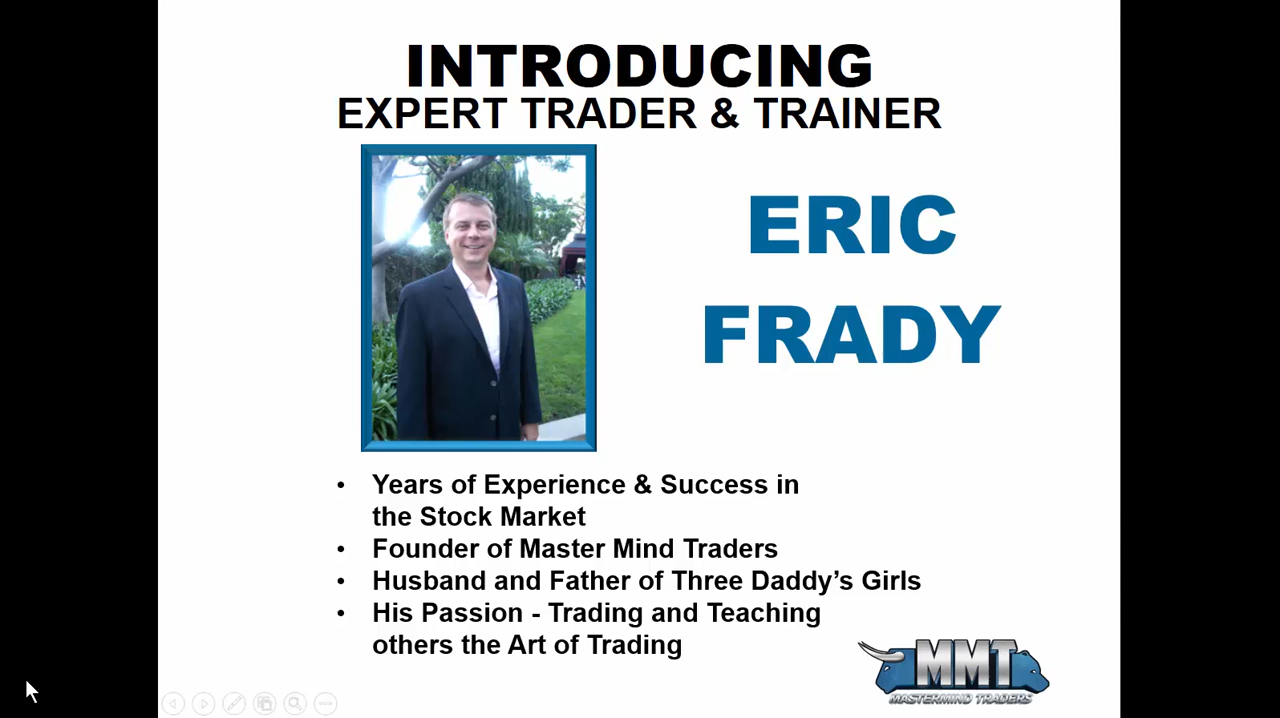 INTRODUCING
EXPERT TRADER & TRAINER
ERIC
FRADY
• Years of Experience & Success in
the Stock Market
• Founder of Master Mind Traders
• Husband and Father of Three Daddy’s Girls
• His Passion - Trading and Teaching
others the Art of Trading
MMT
MASTERMIND TRADERS